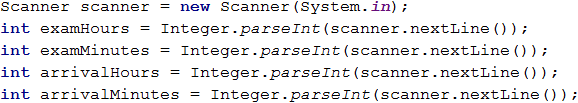 Scanner scanner = new Scanner(System.in);
int examHours = Integer.parseInt(scanner.nextLine());
int examMinutes = Integer.parseInt(scanner.nextLine());
int arrivalHours = Integer.parseInt(scanner.nextLine());
int arrivalMinutes = Integer.parseInt(scanner.nextLine());